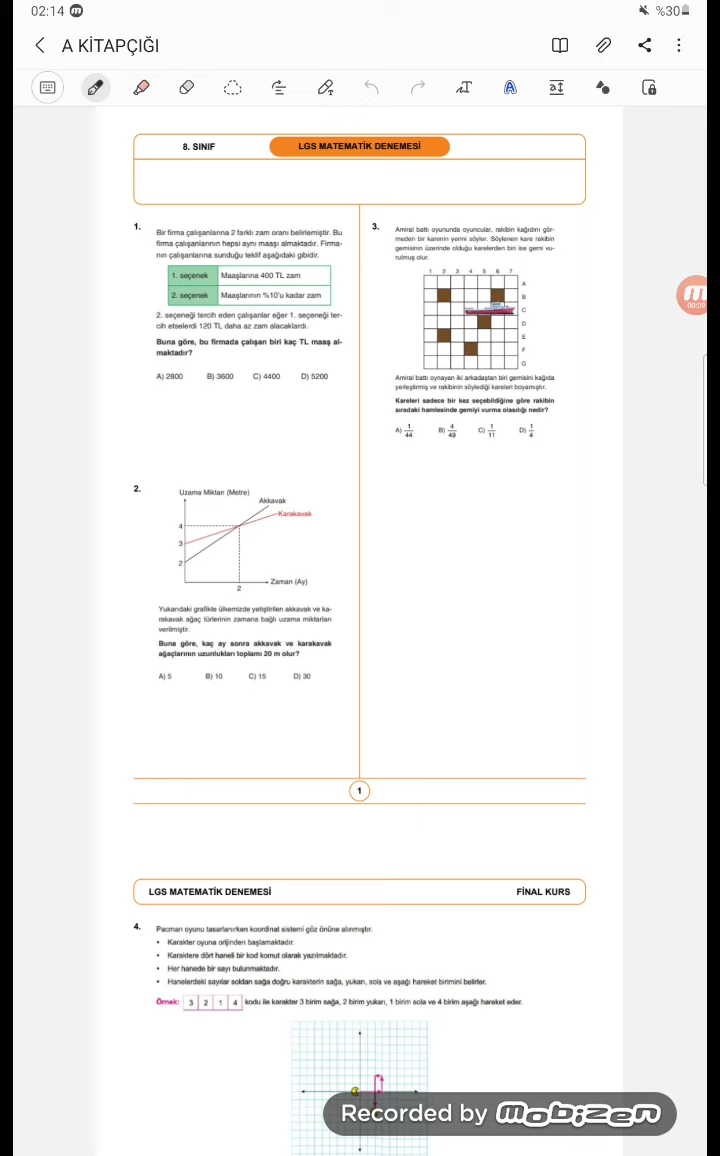 02:14
%30
A KİTAPÇIĞI
8. SINIF
LGS MATEMATİK DENEMESİ
1.
Bir firma çalışanlarına 2 farklı zam oranı belirlemiştir. Bu
firma çalışanlarının hepsi aynı maaşı almaktadır. Firma-
nın çalışanlarına sunduğu teklif aşağıdaki gibidir.
1. seçenek Maaşlarına 400 TL zam
2. seçenek Maaşlarının %10'u kadar zam
2. seçeneği tercih eden çalışanlar eğer 1. seçeneği ter-
cih etselerdi 120 TL daha az zam alacaklardı.
Buna göre, bu firmada çalışan biri kaç TL maaş al-
maktadır?
A) 2800 B) 3600 C) 4400 D) 5200
2.
Uzama Miktarı (Metre)
Akkavak
Karakavak
4
3
2
2
Zaman (Ay)
Yukarıdaki grafikte ülkemizde yetiştirilen akkavak ve ka-
rakavak ağaç türlerinin zamana bağlı uzama miktarları
verilmiştir.
Buna göre, kaç ay sonra akkavak ve karakavak
ağaçlarının uzunlukları toplamı 20 m olur?
A) 5 B) 10 C) 15 D) 30
3.
Amiral battı oyununda oyuncular, rakibin kağıdını gör-
meden bir karenin yerini söyler. Söylenen kare rakibin
gemisinin üzerinde olduğu karelerden biri ise gemi vu-
rulmuş olur.
1 2 3 4 5 6 7
A
B
C
D
E
F
G
Amiral battı oynayan iki arkadaştan biri gemisini kağıda
yerleştirmiş ve rakibinin söylediği kareleri boyamıştır.
Kareleri sadece bir kez seçebildiğine göre rakibin
sıradaki hamlesinde gemiyi vurma olasılığı nedir?
A) 1/44 B) 4/49 C) 1/11 D) 1/4
1
LGS MATEMATİK DENEMESİ
FİNAL KURS
4.
Pacman oyunu tasarlanırken koordinat sistemi göz önüne alınmıştır.
• Karakter oyuna orijinden başlamaktadır.
• Karaktere dört haneli bir kod komut olarak yazılmaktadır.
• Her hanede bir sayı bulunmaktadır.
• Hanelerdeki sayılar soldan sağa doğru karakterin sağa, yukarı, sola ve aşağı hareket birimini belirler.
Örnek: 3 2 1 4 kodu ile karakter 3 birim sağa, 2 birim yukarı, 1 birim sola ve 4 birim aşağı hareket eder.
00:09
Recorded by Mobizen